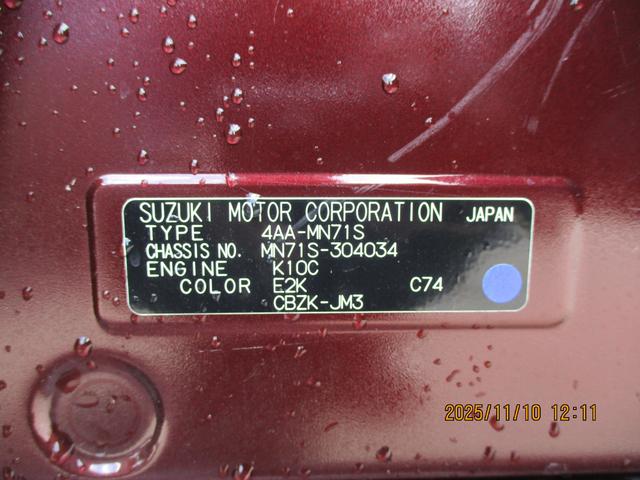 SUZUKI MOTOR CORPORATION JAPAN
TYPE 4AA-MN71S
CHASSIS NO. MN71S-304034
ENGINE K10C
COLOR E2K C74
CBZK-JM3
2025/11/10 12:11